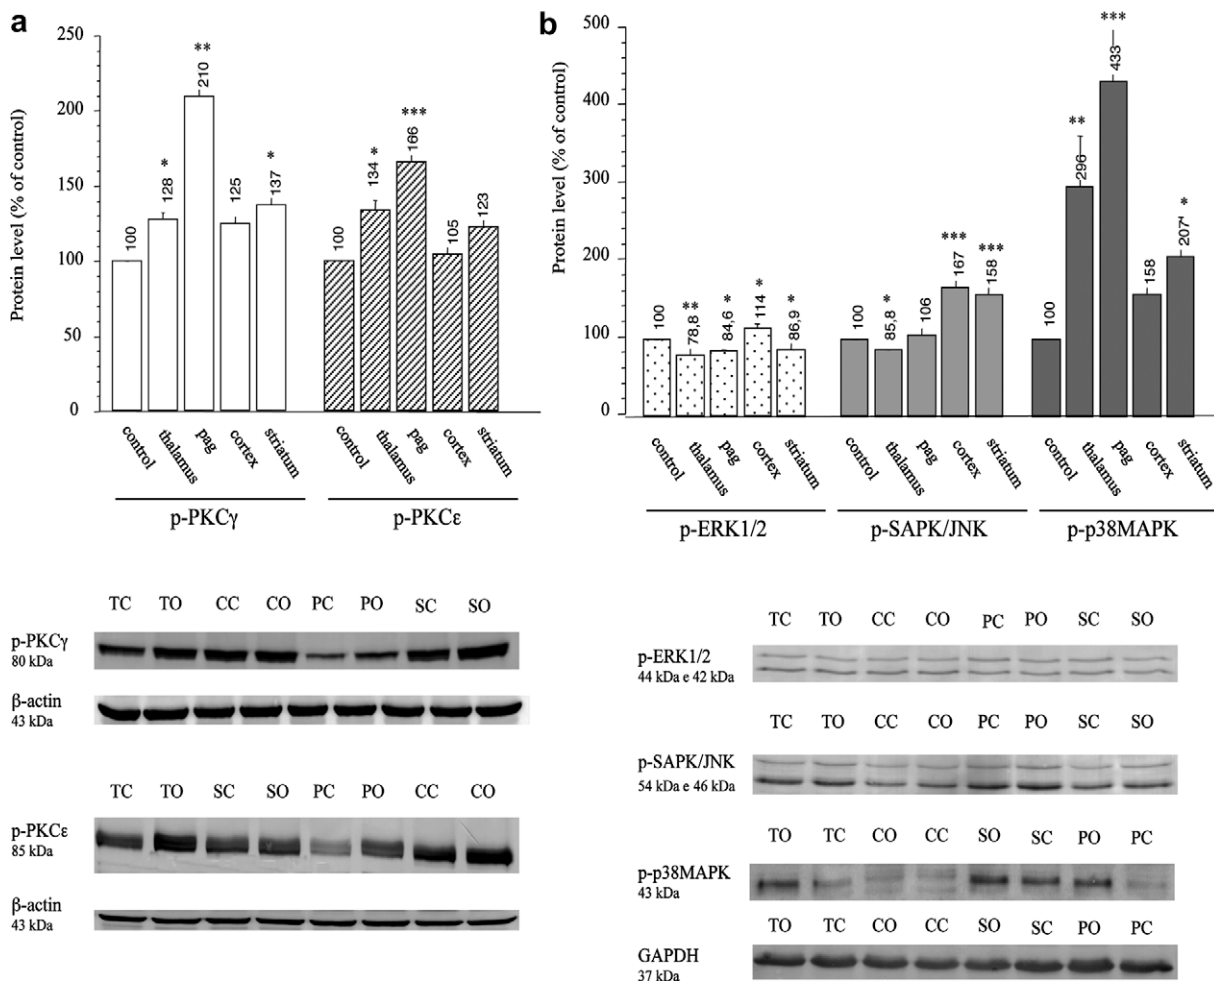 a
Protein level (% of control)
250
200
150
100
50
0
100
128 *
210 **
125
137 *
100
134 *
166 ***
105
123
control thalamus pag cortex striatum
control thalamus pag cortex striatum
p-PKCγ p-PKCε
b
Protein level (% of control)
500
400
300
200
100
0
100
78,8 **
84,6 *
114 *
86,9 *
100
85,8 *
106
167 ***
158 ***
100
296 **
433 ***
158
207 *
control thalamus pag cortex striatum
control thalamus pag cortex striatum
control thalamus pag cortex striatum
p-ERK1/2 p-SAPK/JNK p-p38MAPK
TC TO CC CO PC PO SC SO
p-PKCγ
80 kDa
β-actin
43 kDa
TC TO SC SO PC PO CC CO
p-PKCε
85 kDa
β-actin
43 kDa
TC TO CC CO PC PO SC SO
p-ERK1/2
44 kDa e 42 kDa
TC TO CC CO PC PO SC SO
p-SAPK/JNK
54 kDa e 46 kDa
TO TC CO CC SO SC PO PC
p-p38MAPK
43 kDa
TO TC CO CC SO SC PO PC
GAPDH
37 kDa